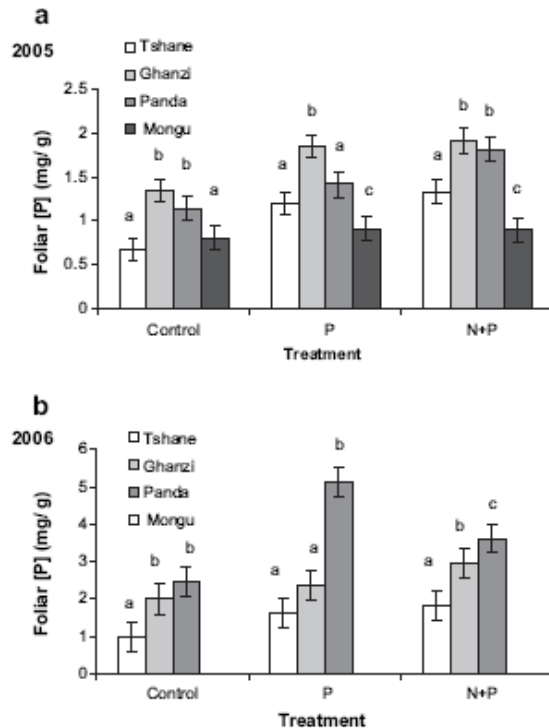 a
2005
Tshane
Ghanzi
Panda
Mongu
Foliar [P] (mg/ g)
2.5
2
1.5
1
0.5
0
a b b a
a b a c
a b b c
Control P N+P
Treatment
b
2006
Tshane
Ghanzi
Panda
Mongu
Foliar [P] (mg/ g)
6
5
4
3
2
1
0
a b b
a a b
a b c
Control P N+P
Treatment